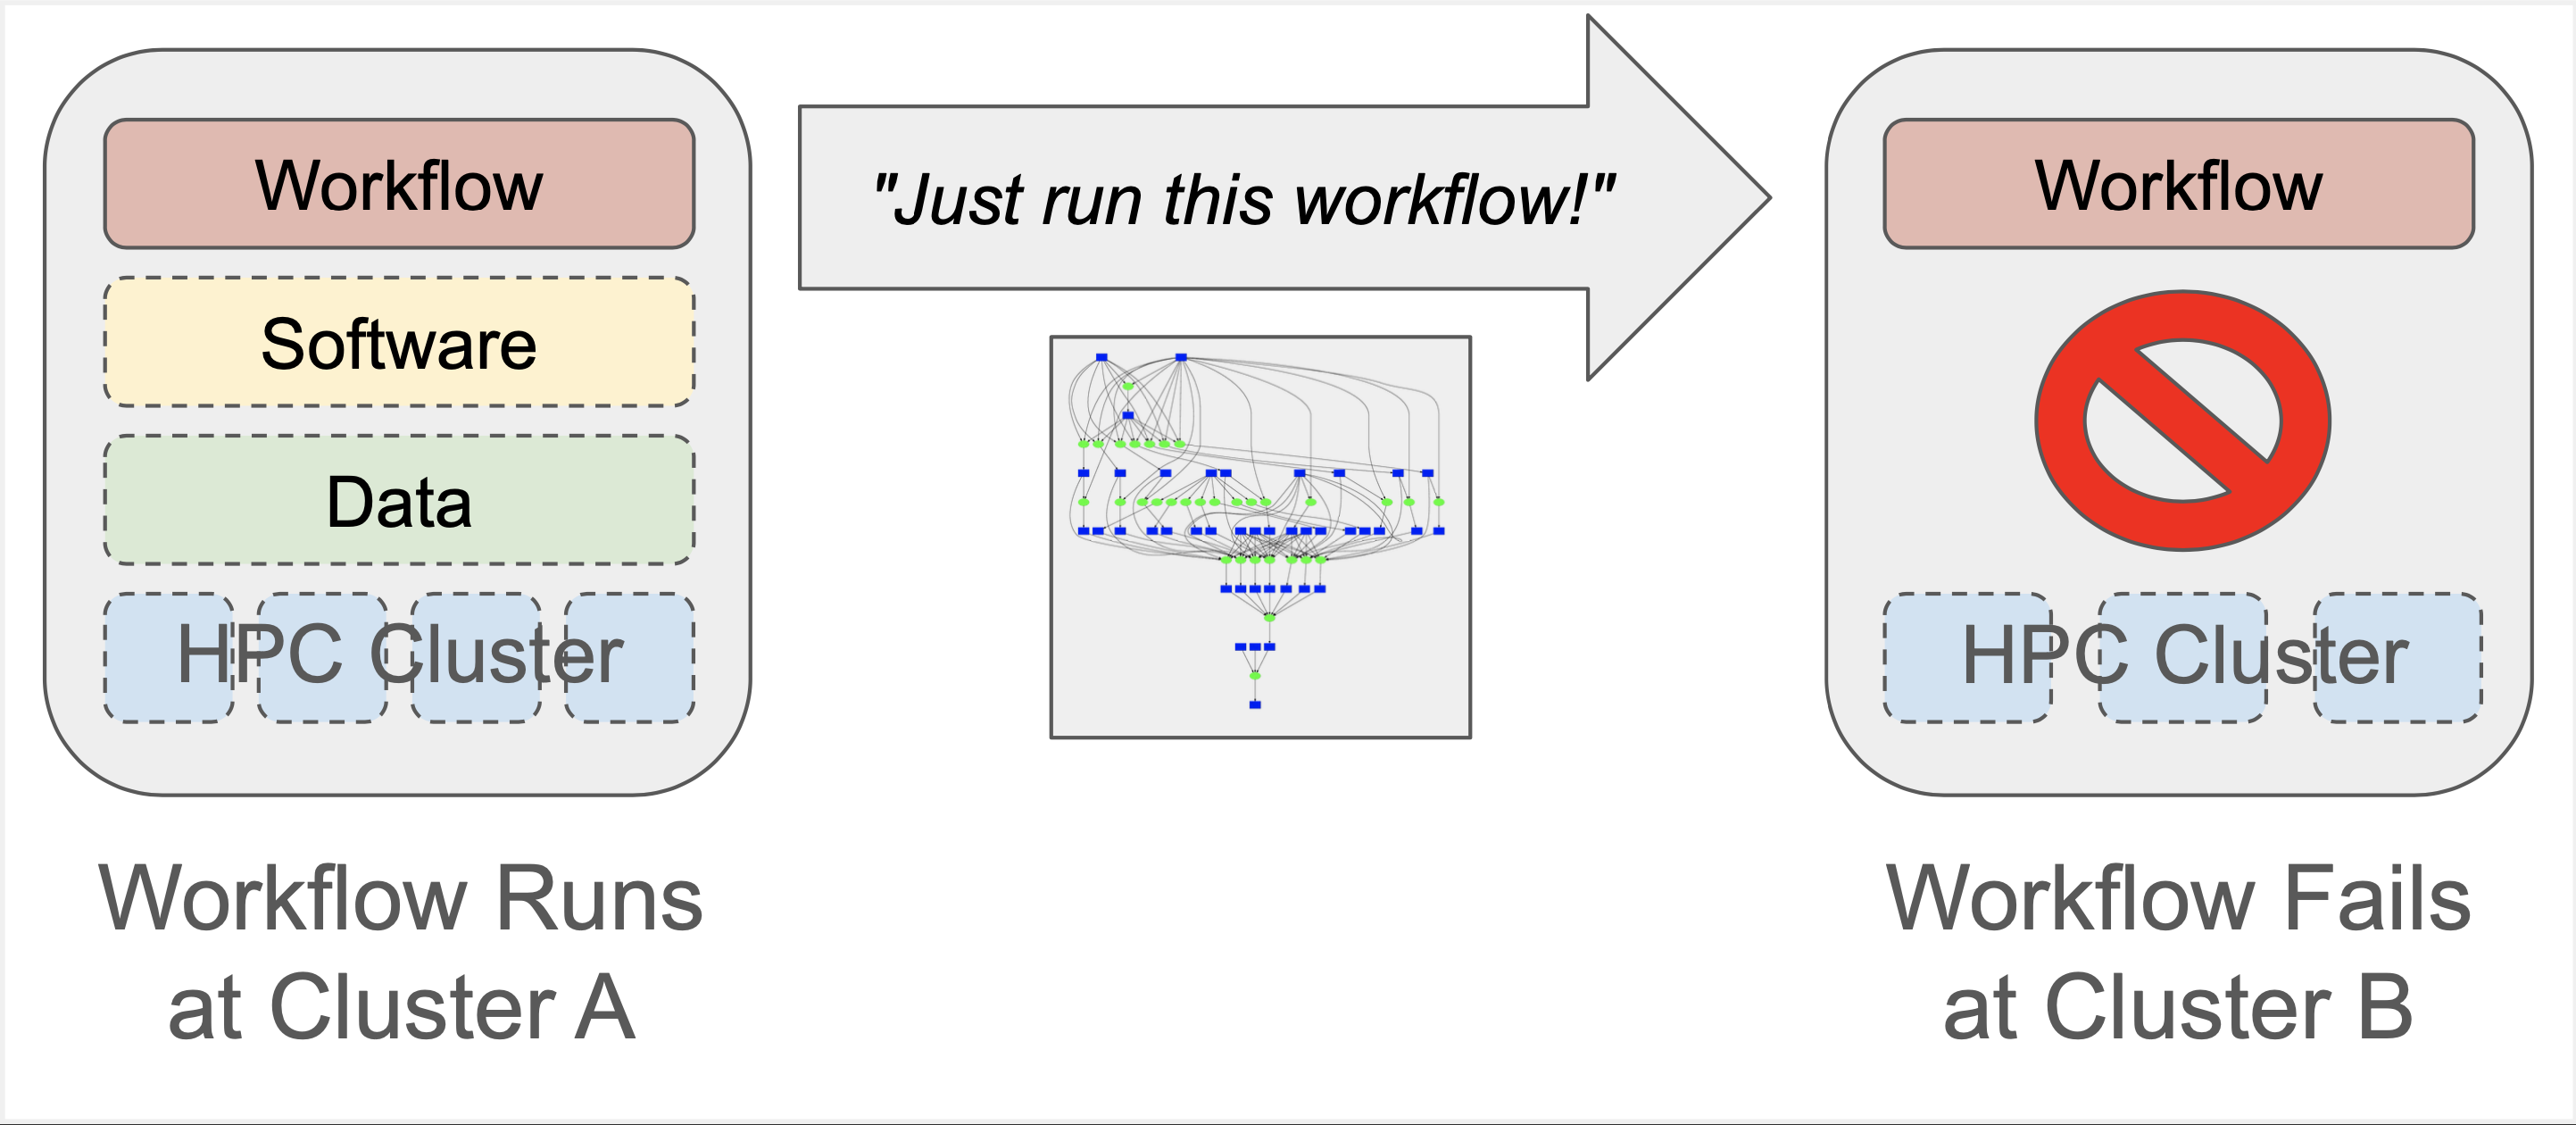 Workflow
Software
Data
HPC Cluster
Workflow Runs
at Cluster A
"Just run this workflow!"
Workflow
HPC Cluster
Workflow Fails
at Cluster B